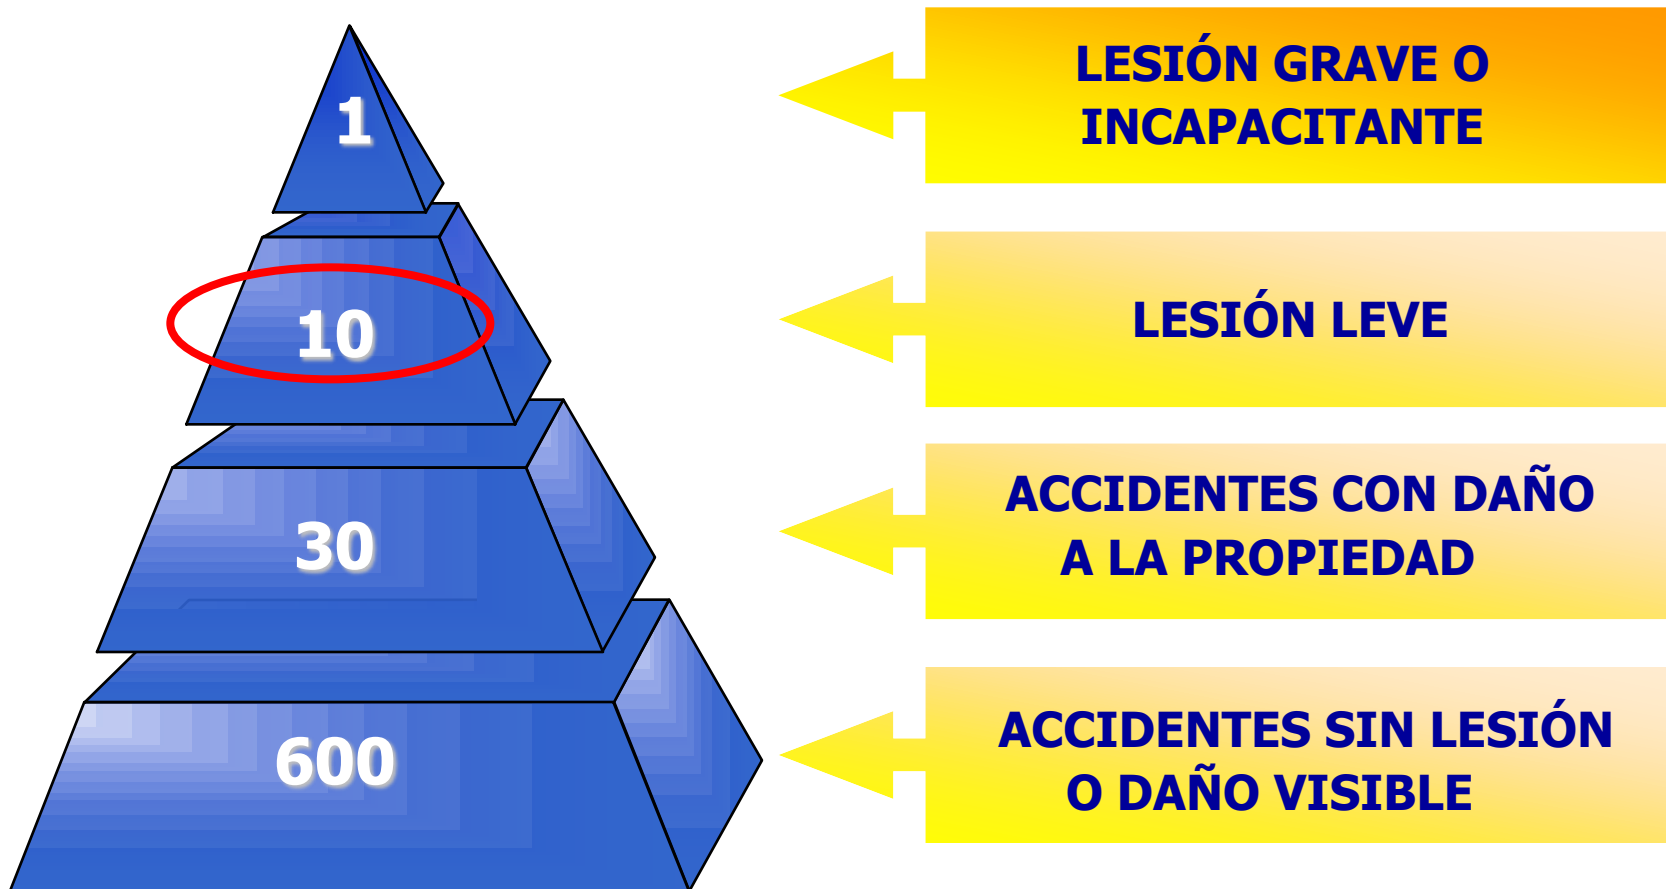 1
LESIÓN GRAVE O
INCAPACITANTE
10
LESIÓN LEVE
30
ACCIDENTES CON DAÑO
A LA PROPIEDAD
600
ACCIDENTES SIN LESIÓN
O DAÑO VISIBLE